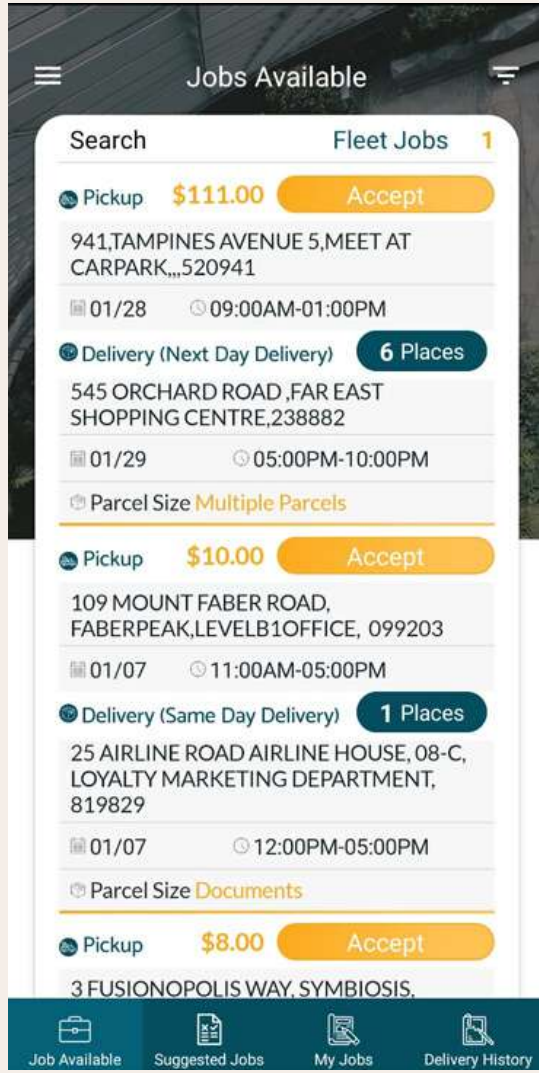 Jobs Available
Search Fleet Jobs 1
Pickup $111.00 Accept
941,TAMPINES AVENUE 5,MEET AT
CARPARK,,,520941
01/28 09:00AM-01:00PM
Delivery (Next Day Delivery) 6 Places
545 ORCHARD ROAD ,FAR EAST
SHOPPING CENTRE,238882
01/29 05:00PM-10:00PM
Parcel Size Multiple Parcels
Pickup $10.00 Accept
109 MOUNT FABER ROAD,
FABERPEAK,LEVELB1OFFICE, 099203
01/07 11:00AM-05:00PM
Delivery (Same Day Delivery) 1 Places
25 AIRLINE ROAD AIRLINE HOUSE, 08-C,
LOYALTY MARKETING DEPARTMENT,
819829
01/07 12:00PM-05:00PM
Parcel Size Documents
Pickup $8.00 Accept
3 FUSIONOPOLIS WAY, SYMBIOSIS,
Job Available Suggested Jobs My Jobs Delivery History